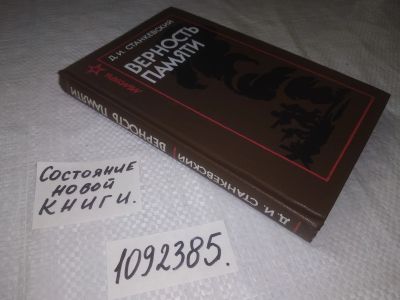 Д. И. СТАНКЕВСКИЙ
ВЕРНОСТЬ
ПАМЯТИ
Д. И. СТАНКЕВСКИЙ | ВЕРНОСТЬ ПАМЯТИ
Состояние
новой
КНИГИ.
1092385.